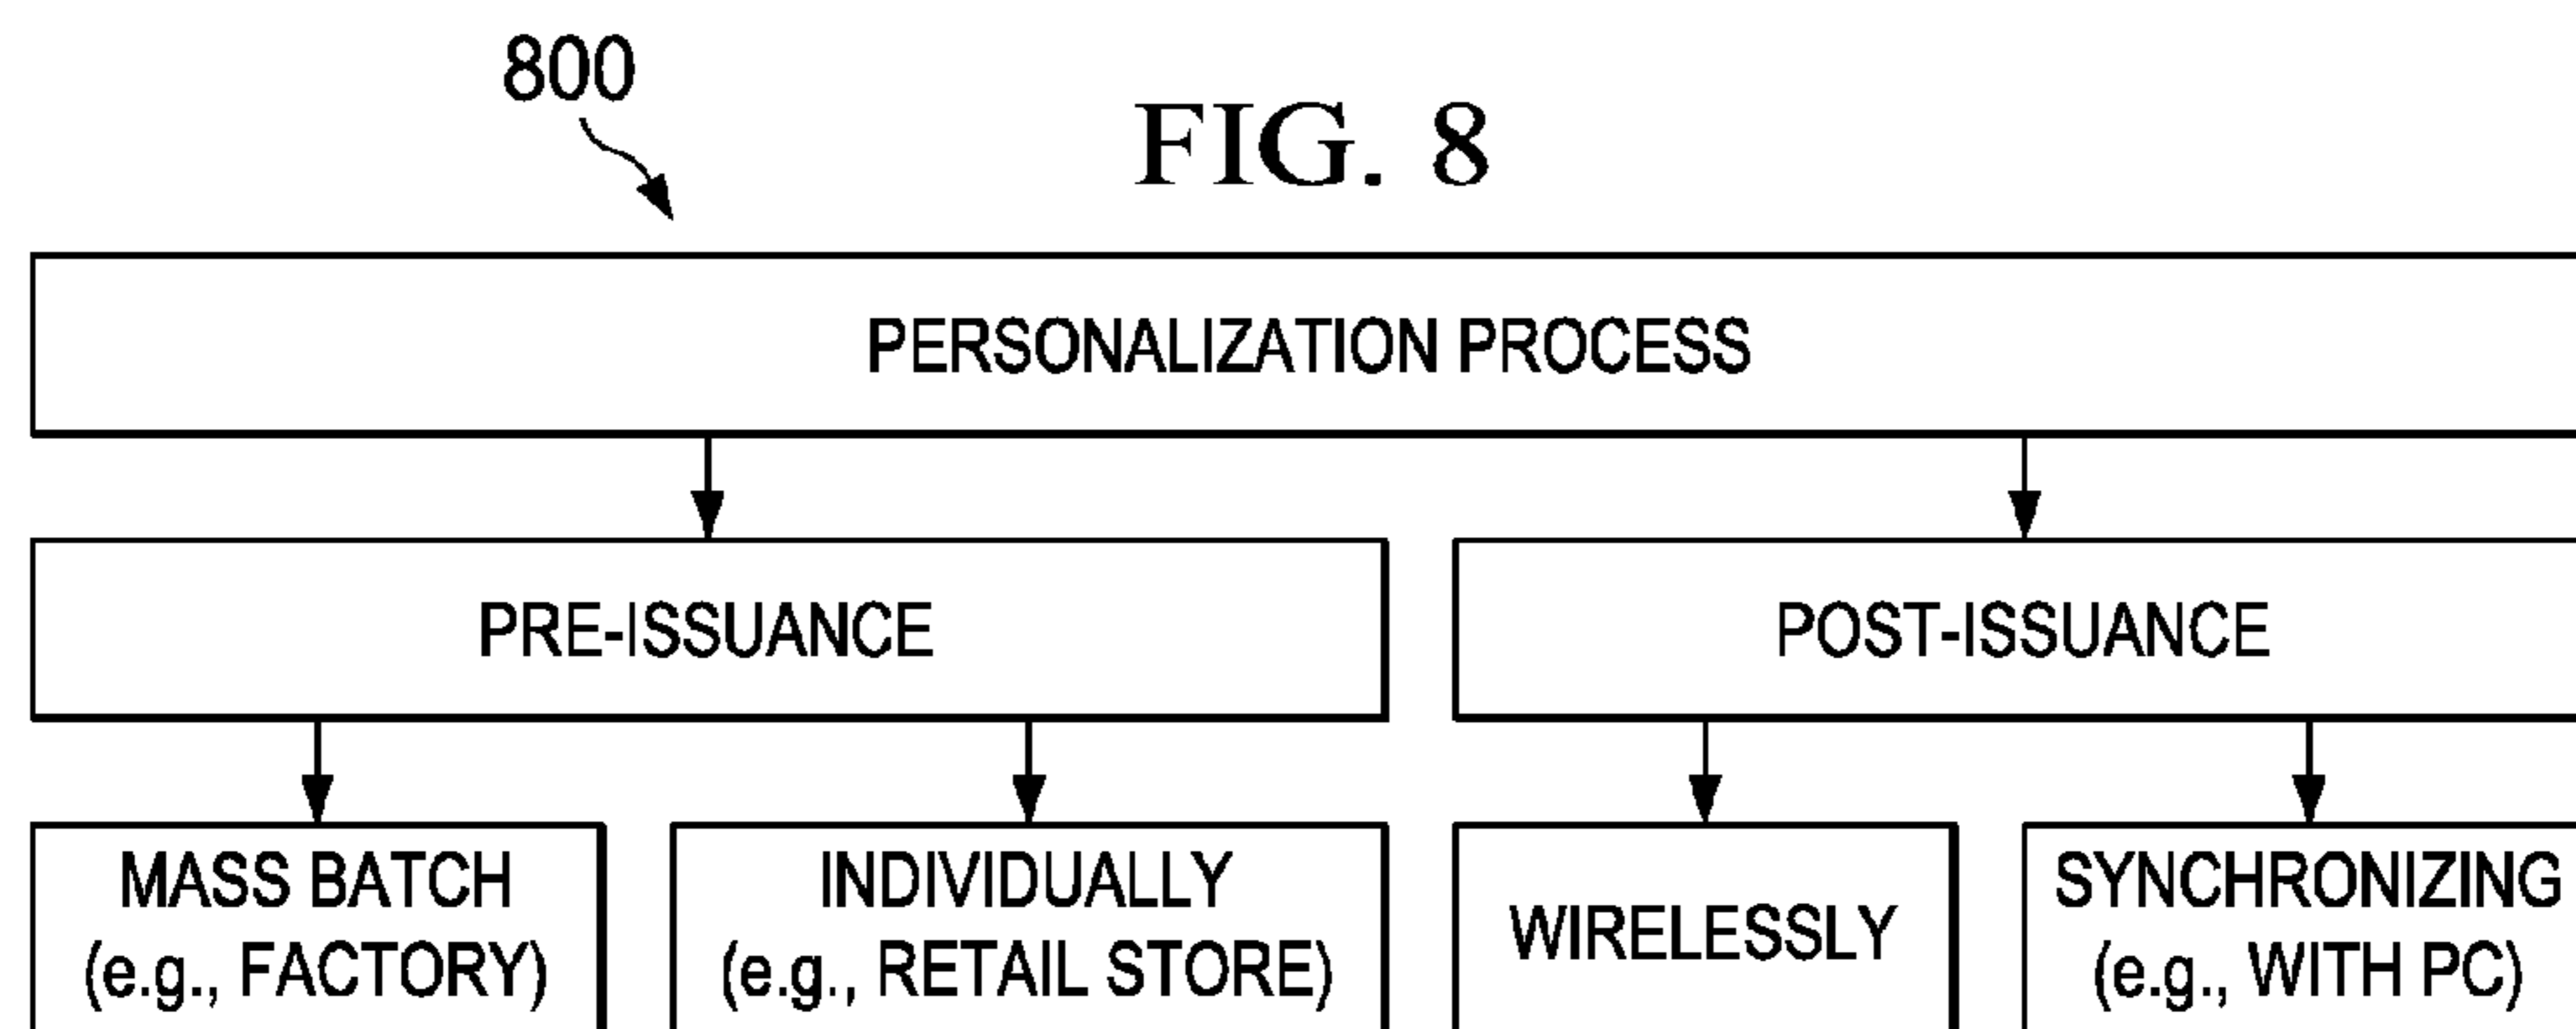 800
FIG. 8
PERSONALIZATION PROCESS
PRE-ISSUANCE
POST-ISSUANCE
MASS BATCH
(e.g., FACTORY)
INDIVIDUALLY
(e.g., RETAIL STORE)
WIRELESSLY
SYNCHRONIZING
(e.g., WITH PC)